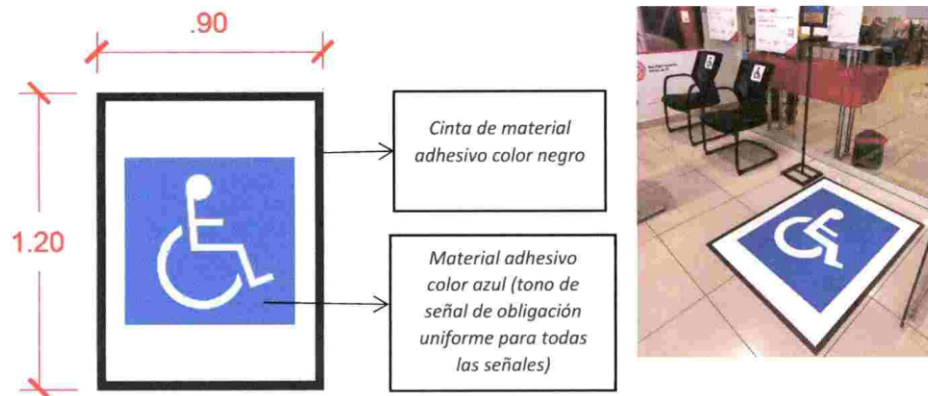 .90
1.20
Cinta de material
adhesivo color negro
Material adhesivo
color azul (tono de
señal de obligación
uniforme para todas
las señales)